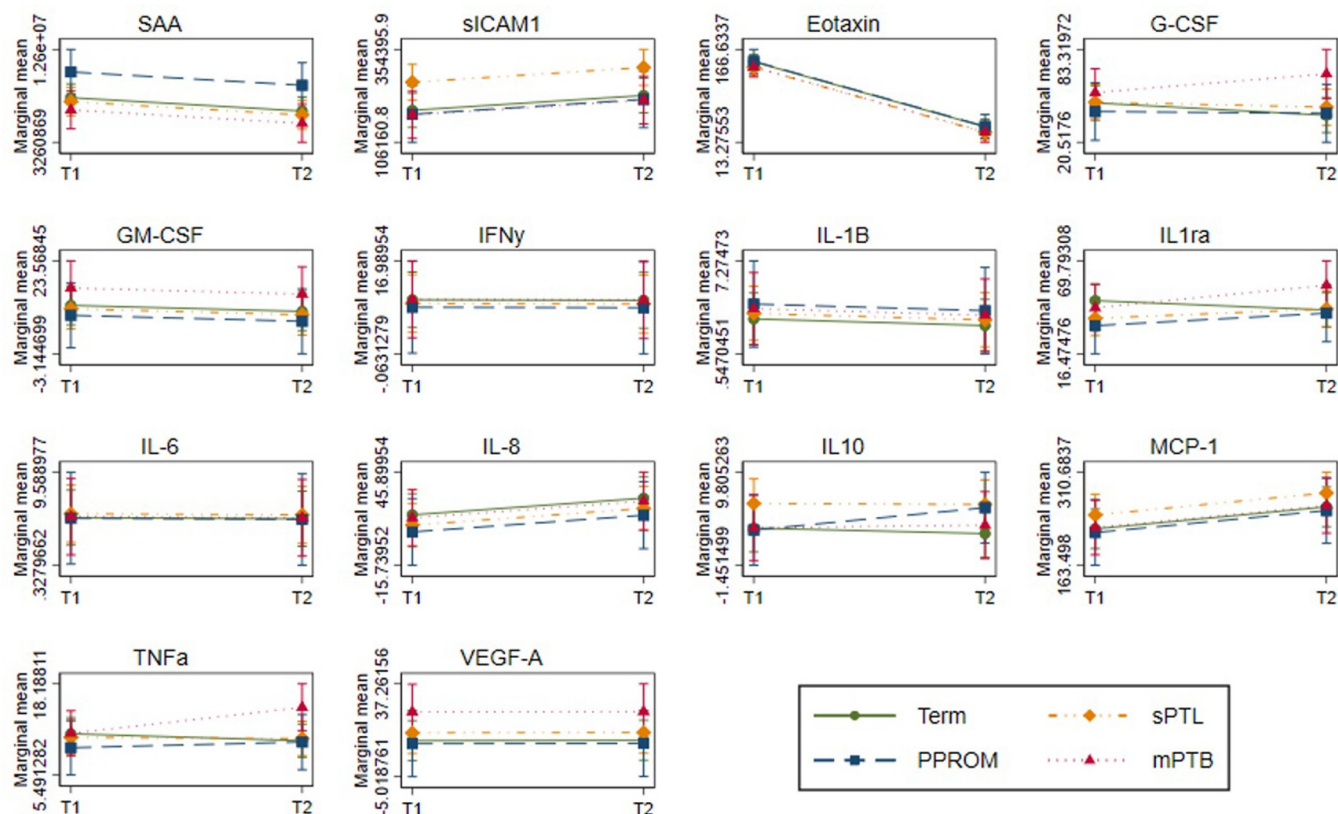 SAA
sICAM1
Eotaxin
G-CSF
Marginal mean
3260869
1.26e+07
T1
T2
Marginal mean
106160.8
354395.9
T1
T2
Marginal mean
13.27553
166.6337
T1
T2
Marginal mean
20.5176
83.31972
T1
T2
GM-CSF
IFNy
IL-1B
IL1ra
Marginal mean
-3.144699
23.56845
T1
T2
Marginal mean
-.0631279
16.98954
T1
T2
Marginal mean
.5470451
7.27473
T1
T2
Marginal mean
16.47476
69.79308
T1
T2
IL-6
IL-8
IL10
MCP-1
Marginal mean
.3279662
9.588977
T1
T2
Marginal mean
-15.73952
45.89954
T1
T2
Marginal mean
-1.451499
9.805263
T1
T2
Marginal mean
163.498
310.6837
T1
T2
TNFa
VEGF-A
Marginal mean
5.491282
18.18811
T1
T2
Marginal mean
-5.018761
37.26156
T1
T2
Term
sPTL
PPROM
mPTB